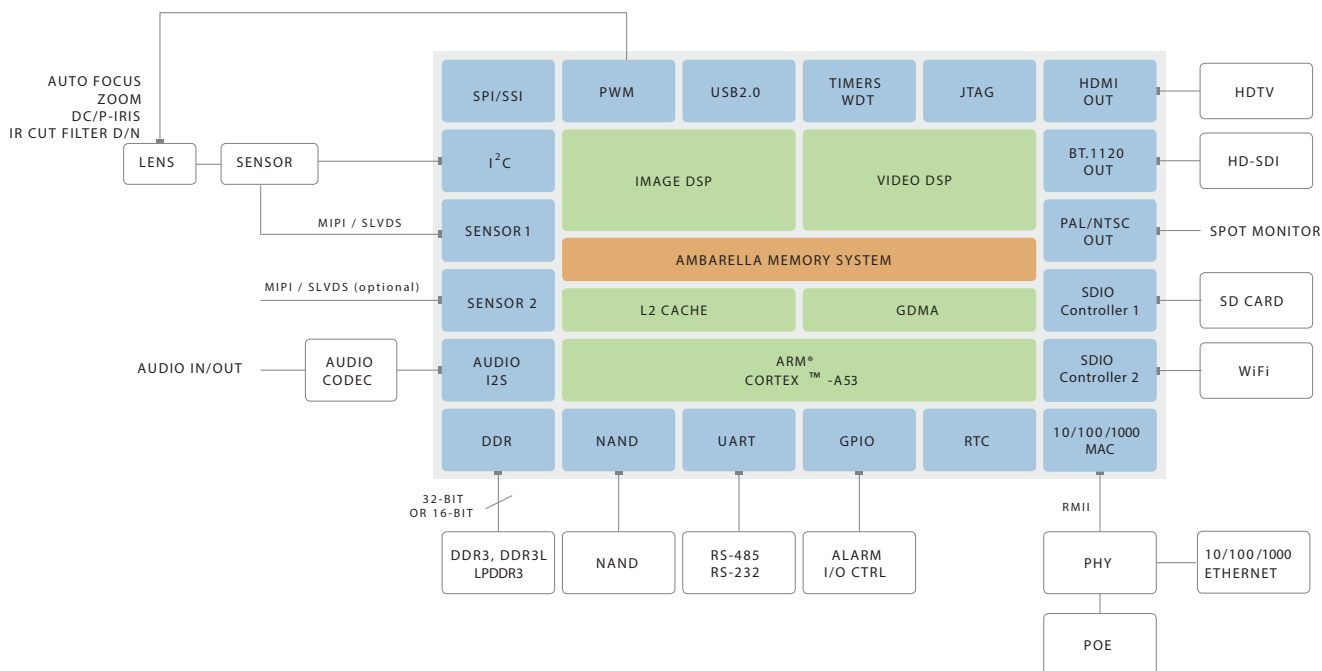 AUTO FOCUS
ZOOM
DC/P-IRIS
IR CUT FILTER D/N
LENS
SENSOR
MIPI / SLVDS
MIPI / SLVDS (optional)
AUDIO IN/OUT
AUDIO
CODEC
SPI/SSI
PWM
USB2.0
TIMERS
WDT
JTAG
HDMI
OUT
HDTV
I²C
IMAGE DSP
VIDEO DSP
BT.1120
OUT
HD-SDI
SENSOR 1
PAL/NTSC
OUT
SPOT MONITOR
AMBARELLA MEMORY SYSTEM
SENSOR 2
L2 CACHE
GDMA
SDIO
Controller 1
SD CARD
AUDIO
I2S
ARM®
CORTEX ™ -A53
SDIO
Controller 2
WiFi
DDR
NAND
UART
GPIO
RTC
10/100/1000
MAC
32-BIT
OR 16-BIT
RMII
DDR3, DDR3L
LPDDR3
NAND
RS-485
RS-232
ALARM
I/O CTRL
PHY
10/100/1000
ETHERNET
POE